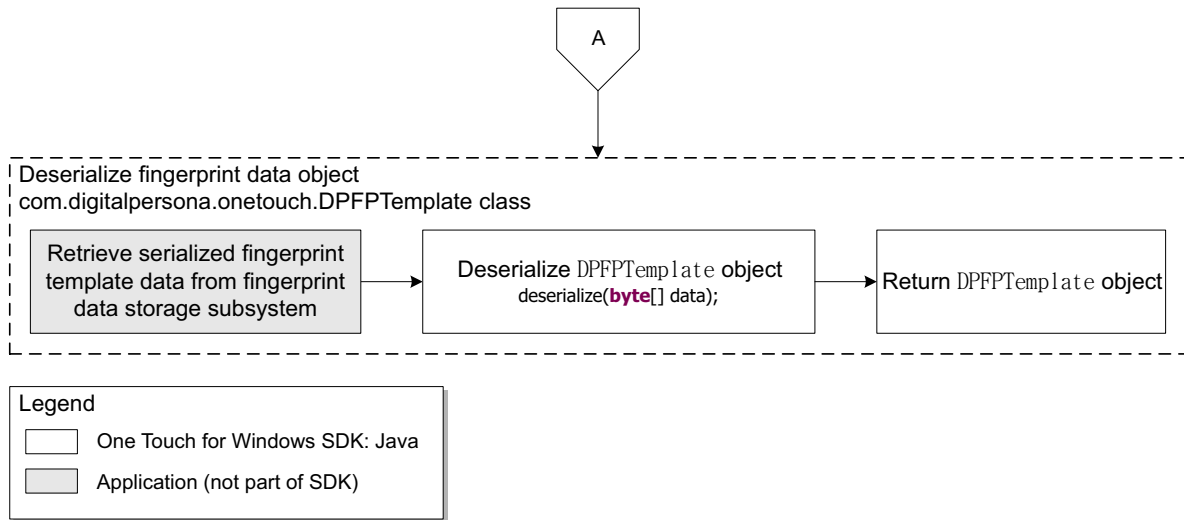 A
Deserialize fingerprint data object
com.digitalpersona.onetouch.DPFPTemplate class
Retrieve serialized fingerprint
template data from fingerprint
data storage subsystem
Deserialize DPFPTemplate object
deserialize(byte[] data);
Return DPFPTemplate object
Legend
One Touch for Windows SDK: Java
Application (not part of SDK)